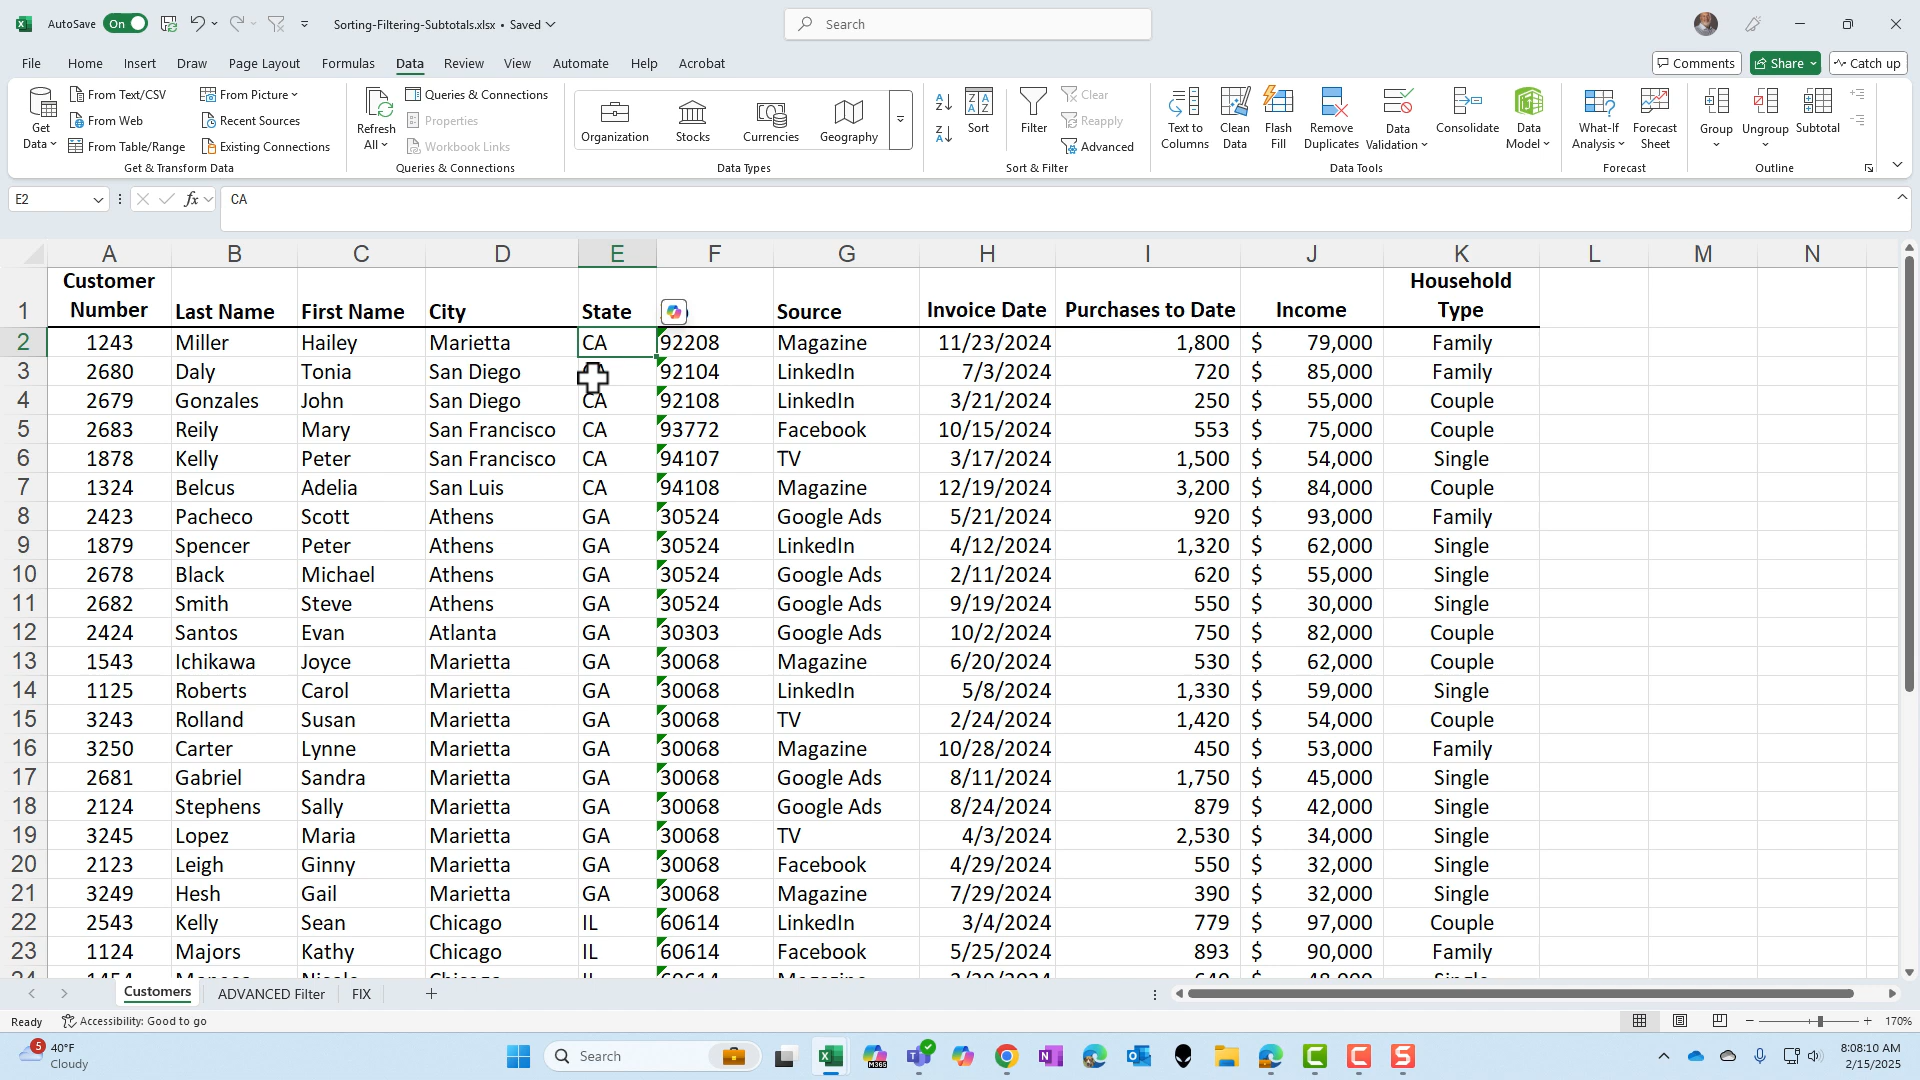 AutoSave On Sorting-Filtering-Subtotals.xlsx • Saved Search
File Home Insert Draw Page Layout Formulas Data Review View Automate Help Acrobat Comments Share Catch up
Get Data From Text/CSV From Web From Table/Range From Picture Recent Sources Existing Connections
Get & Transform Data
Refresh All Queries & Connections Properties Workbook Links
Queries & Connections
Organization Stocks Currencies Geography
Data Types
Sort Filter Clear Reapply Advanced
Sort & Filter
Text to Columns Clean Data Flash Fill Remove Duplicates Data Validation Consolidate Data Model
Data Tools
What-If Analysis Forecast Sheet
Forecast
Group Ungroup Subtotal
Outline
E2 fx CA
A B C D E F G H I J K L M N
1 Customer Number Last Name First Name City State Source Invoice Date Purchases to Date Income Household Type
2 1243 Miller Hailey Marietta CA 92208 Magazine 11/23/2024 1,800 $ 79,000 Family
3 2680 Daly Tonia San Diego 92104 LinkedIn 7/3/2024 720 $ 85,000 Family
4 2679 Gonzales John San Diego CA 92108 LinkedIn 3/21/2024 250 $ 55,000 Couple
5 2683 Reily Mary San Francisco CA 93772 Facebook 10/15/2024 553 $ 75,000 Couple
6 1878 Kelly Peter San Francisco CA 94107 TV 3/17/2024 1,500 $ 54,000 Single
7 1324 Belcus Adelia San Luis CA 94108 Magazine 12/19/2024 3,200 $ 84,000 Couple
8 2423 Pacheco Scott Athens GA 30524 Google Ads 5/21/2024 920 $ 93,000 Family
9 1879 Spencer Peter Athens GA 30524 LinkedIn 4/12/2024 1,320 $ 62,000 Single
10 2678 Black Michael Athens GA 30524 Google Ads 2/11/2024 620 $ 55,000 Single
11 2682 Smith Steve Athens GA 30524 Google Ads 9/19/2024 550 $ 30,000 Single
12 2424 Santos Evan Atlanta GA 30303 Google Ads 10/2/2024 750 $ 82,000 Couple
13 1543 Ichikawa Joyce Marietta GA 30068 Magazine 6/20/2024 530 $ 62,000 Couple
14 1125 Roberts Carol Marietta GA 30068 LinkedIn 5/8/2024 1,330 $ 59,000 Single
15 3243 Rolland Susan Marietta GA 30068 TV 2/24/2024 1,420 $ 54,000 Couple
16 3250 Carter Lynne Marietta GA 30068 Magazine 10/28/2024 450 $ 53,000 Family
17 2681 Gabriel Sandra Marietta GA 30068 Google Ads 8/11/2024 1,750 $ 45,000 Single
18 2124 Stephens Sally Marietta GA 30068 Google Ads 8/24/2024 879 $ 42,000 Single
19 3245 Lopez Maria Marietta GA 30068 TV 4/3/2024 2,530 $ 34,000 Single
20 2123 Leigh Ginny Marietta GA 30068 Facebook 4/29/2024 550 $ 32,000 Single
21 3249 Hesh Gail Marietta GA 30068 Magazine 7/29/2024 390 $ 32,000 Single
22 2543 Kelly Sean Chicago IL 60614 LinkedIn 3/4/2024 779 $ 97,000 Couple
23 1124 Majors Kathy Chicago IL 60614 Facebook 5/25/2024 893 $ 90,000 Family
Customers ADVANCED Filter FIX
Ready Accessibility: Good to go 170%
5 40°F
Cloudy
Search
M365
8:08:10 AM
2/15/2025